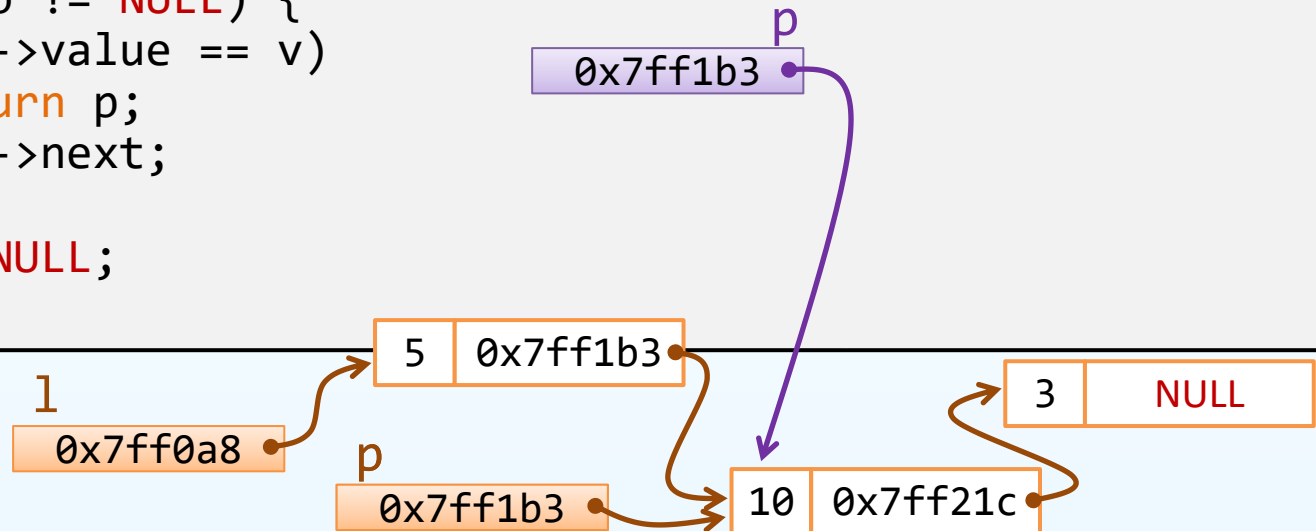 != NULL) {
->value == v)
urn p;
->next;
NULL;
p
0x7ff1b3
5 0x7ff1b3
l
0x7ff0a8
3 NULL
p
0x7ff1b3
10 0x7ff21c